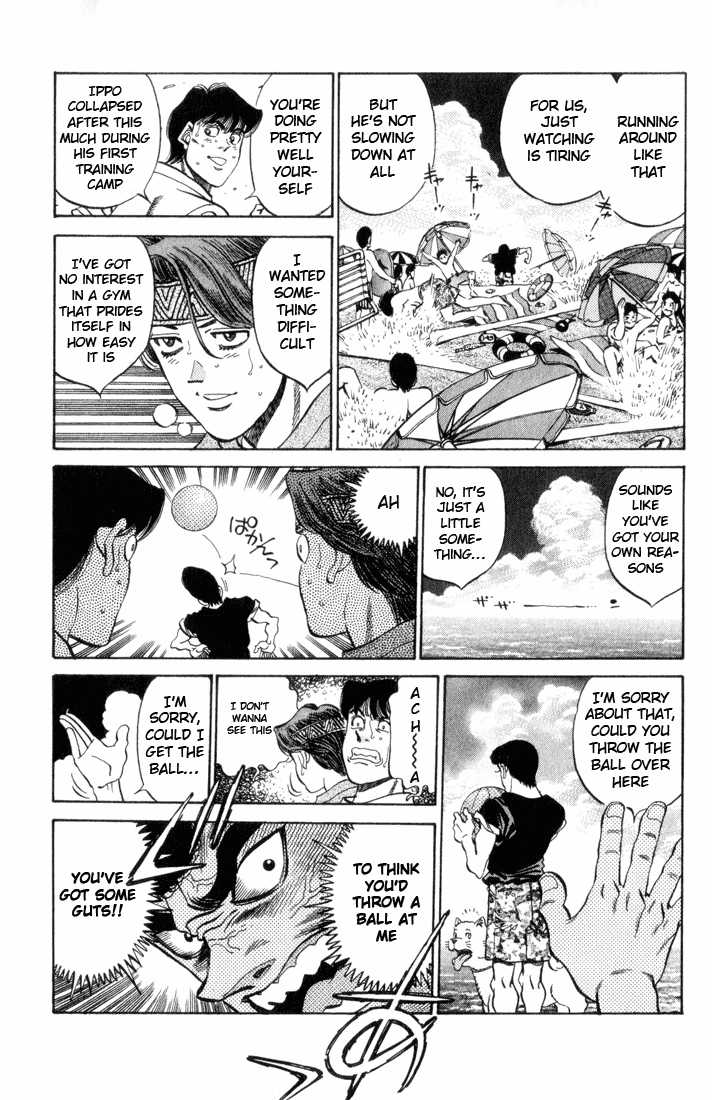 RUNNING
AROUND
LIKE
THAT
FOR US,
JUST
WATCHING
IS TIRING
BUT
HE'S NOT
SLOWING
DOWN AT
ALL
YOU'RE
DOING
PRETTY
WELL
YOUR-
SELF
IPPO
COLLAPSED
AFTER THIS
MUCH DURING
HIS FIRST
TRAINING
CAMP
I
WANTED
SOME-
THING
DIFFI-
CULT
I'VE GOT
NO INTEREST
IN A GYM
THAT PRIDES
ITSELF IN
HOW EASY
IT IS
SOUNDS
LIKE
YOU'VE
GOT YOUR
OWN REA-
SONS
NO, IT'S
JUST A
LITTLE
SOME-
THING...
AH
ぱかんっ
I'M SORRY
ABOUT THAT,
COULD YOU
THROW THE
BALL OVER
HERE
ACH~~A
I DON'T
WANNA
SEE THIS
I'M
SORRY,
COULD I
GET THE
BALL...
TO THINK
YOU'D
THROW A
BALL AT
ME
YOU'VE
GOT SOME
GUTS!!